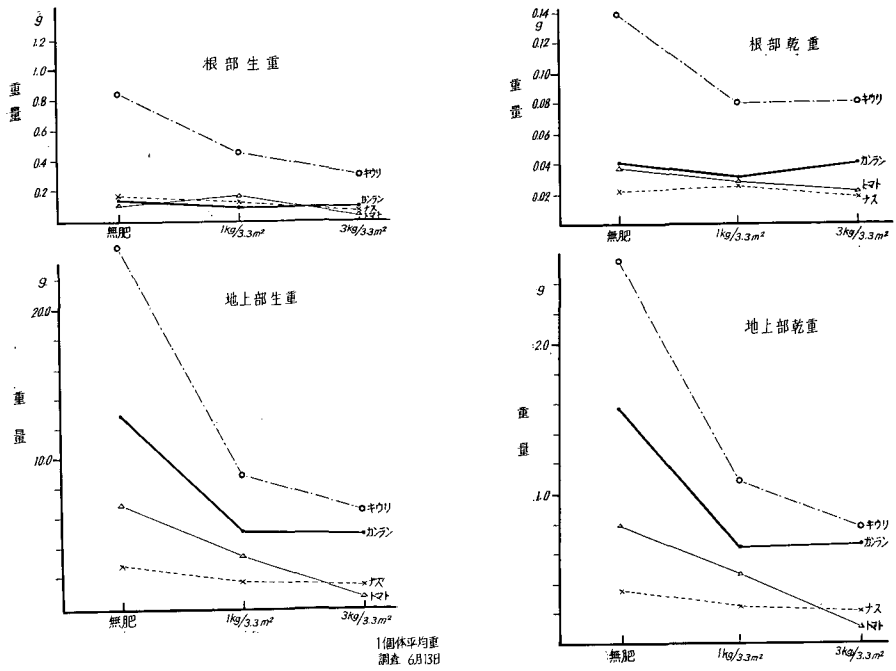 g
1.2
1.0
0.8
0.6
0.4
0.2
重量
根部生重
キウリ
カンラン
ナス
トマト
無肥
1kg/3.3m²
3kg/3.3m²
0.14
g
0.12
0.10
0.08
0.06
0.04
0.02
重量
根部乾重
キウリ
カンラン
トマト
ナス
無肥
1kg/3.3m²
3kg/3.3m²
g
20.0
10.0
重量
地上部生重
キウリ
カンラン
ナス
トマト
無肥
1kg/3.3m²
3kg/3.3m²
g
2.0
1.0
重量
地上部乾重
キウリ
カンラン
ナス
トマト
無肥
1kg/3.3m²
3kg/3.3m²
1個体平均重
調査 6月13日